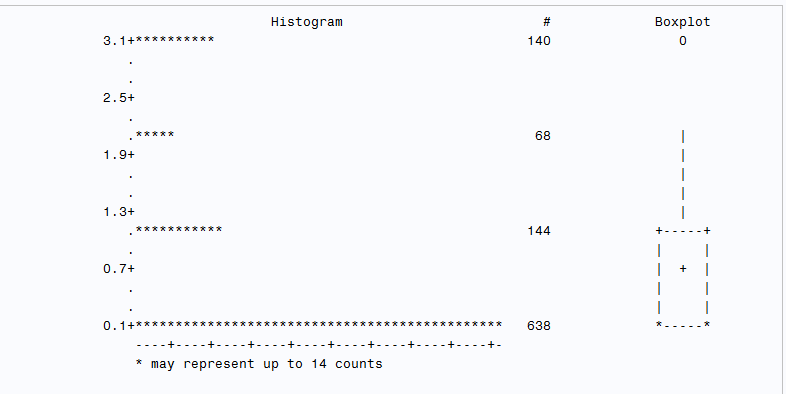 Histogram                         #             Boxplot
3.1+**********                                       140                0
   .
   .
2.5+
   .
   .*****                                             68                |
1.9+                                                                    |
   .                                                                    |
   .                                                                    |
1.3+                                                                    |
   .***********                                      144             +-----+
   .                                                                 |     |
0.7+                                                                 |  +  |
   .                                                                 |     |
   .                                                                 |     |
0.1+**********************************************   638             *-----*
    ----+----+----+----+----+----+----+----+----+-
    * may represent up to 14 counts